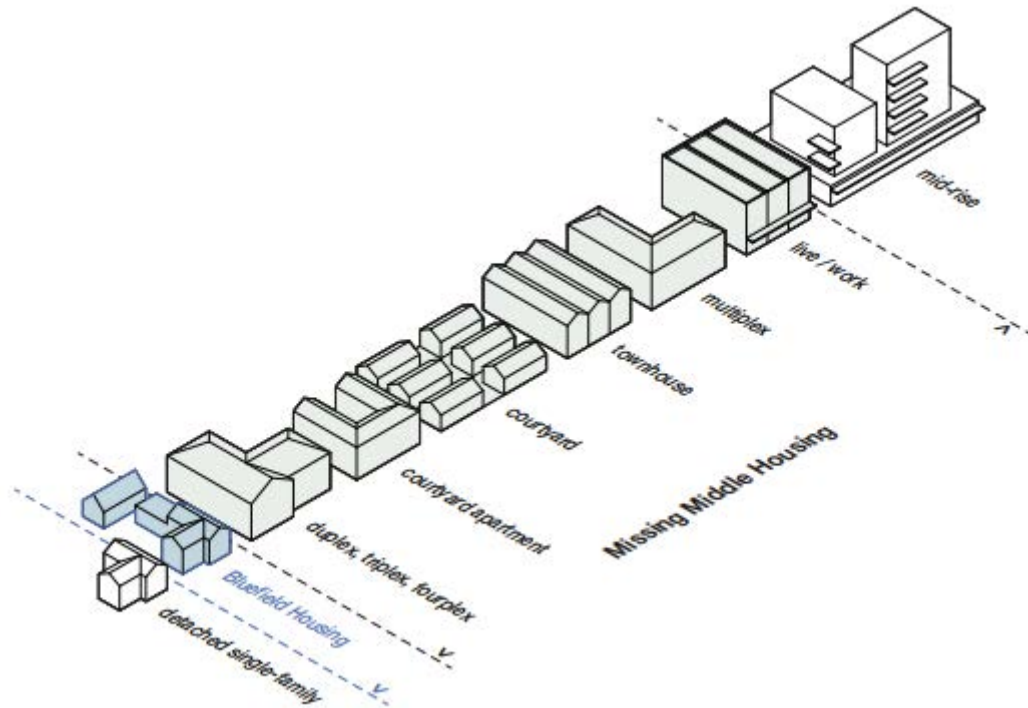 mid-rise
live / work
multiplex
townhouse
courtyard
courtyard apartment
duplex, triplex, fourplex
Bluefield Housing
detached single-family
Missing Middle Housing